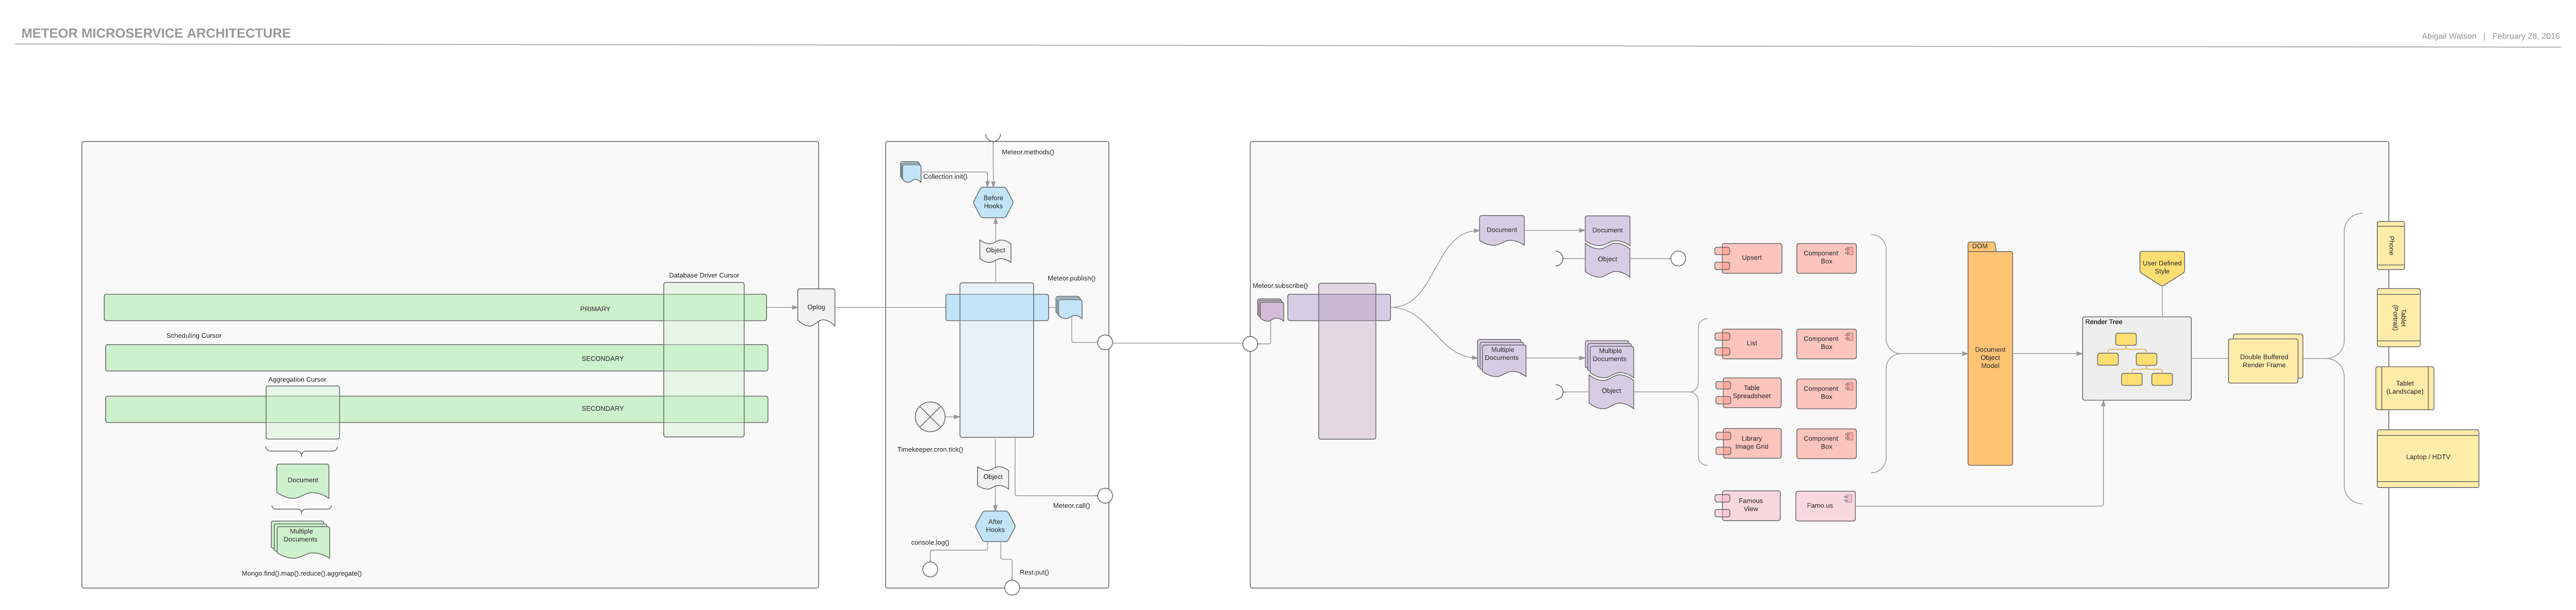 METEOR MICROSERVICE ARCHITECTURE
Abigail Watson | February 28, 2016
Database Driver Cursor
PRIMARY
Scheduling Cursor
SECONDARY
Aggregation Cursor
SECONDARY
Document
Multiple
Documents
Mongo.find().map().reduce().aggregate()
Oplog
Meteor.methods()
Collection.init()
Before
Hooks
Object
Meteor.publish()
Timekeeper.cron.tick()
Object
Meteor.call()
After
Hooks
console.log()
Rest.put()
Meteor.subscribe()
Document
Document
Object
Multiple
Documents
Multiple
Documents
Object
Upsert
Component
Box
List
Component
Box
Table
Spreadsheet
Component
Box
Library
Image Grid
Component
Box
Famous
View
Famo.us
DOM
Document
Object
Model
User Defined
Style
Render Tree
Double Buffered
Render Frame
Phone
Tablet
(Portrait)
Tablet
(Landscape)
Laptop / HDTV